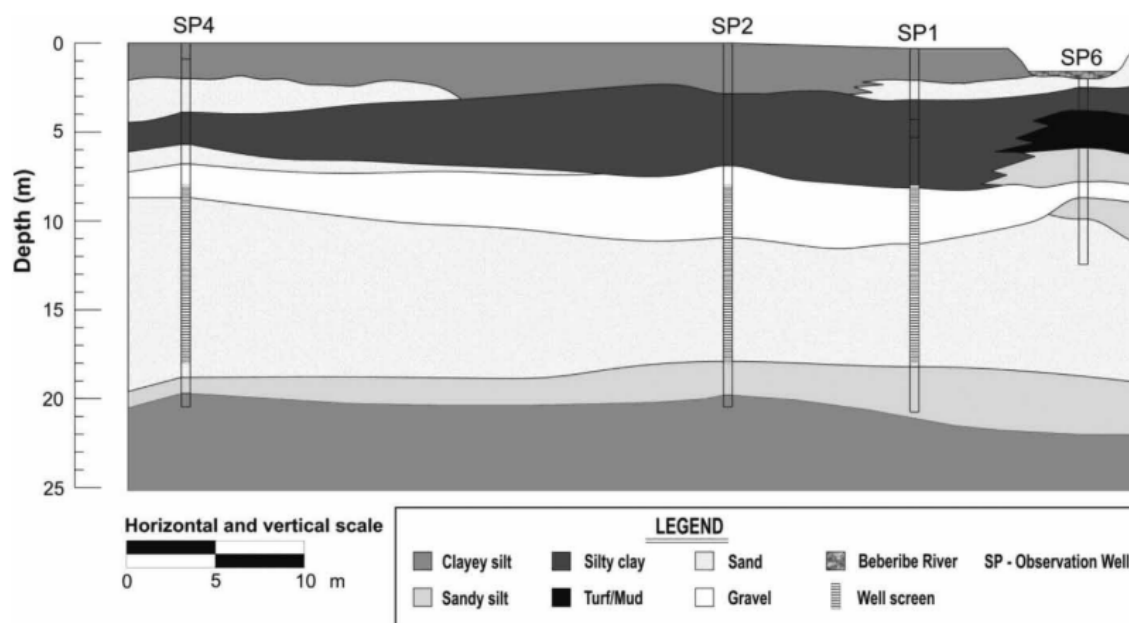 SP4
SP2
SP1
SP6
0
5
10
15
20
25
Depth (m)
Horizontal and vertical scale
0 5 10 m
LEGEND
Clayey silt Silty clay Sand Beberibe River SP - Observation Well
Sandy silt Turf/Mud Gravel Well screen